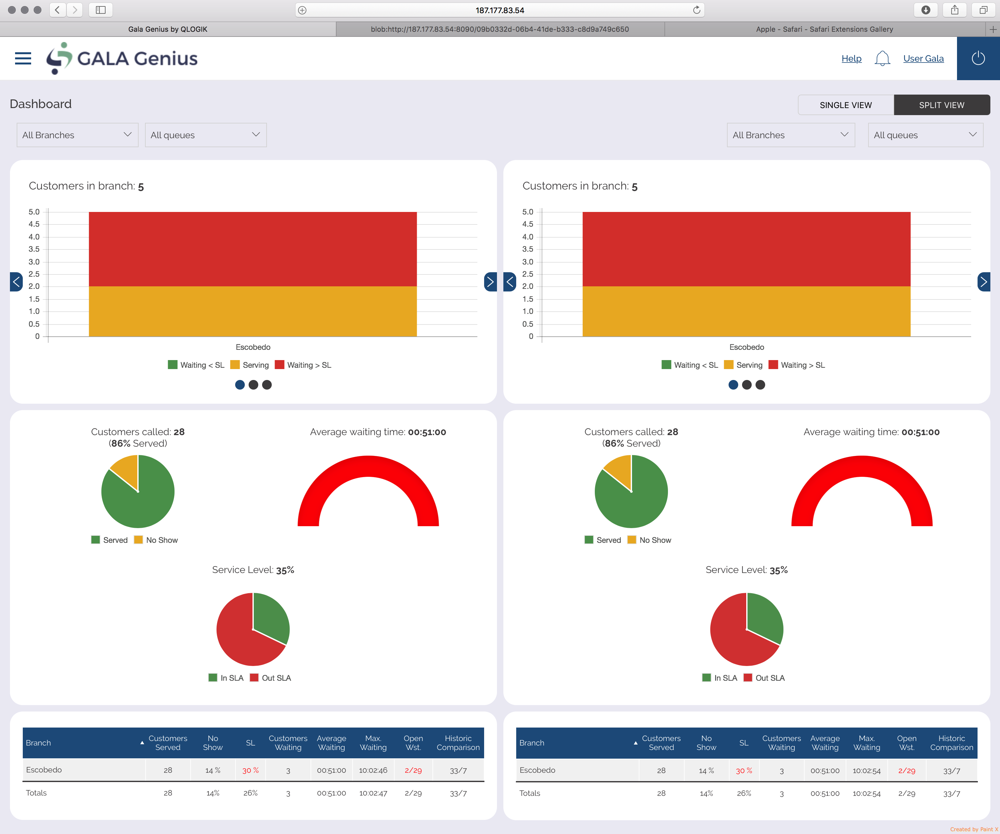 187.177.83.54
Gala Genius by QLOGIK
blob:http://187.177.83.54:8090/09b0332d-06b4-41de-b333-c8d9a749c650
Apple - Safari - Safari Extensions Gallery
GALA Genius
Help
User Gala
Dashboard
SINGLE VIEW
SPLIT VIEW
All Branches
All queues
All Branches
All queues
Customers in branch: 5
5.0
4.5
4.0
3.5
3.0
2.5
2.0
1.5
1.0
0.5
0
Escobedo
Waiting < SL Serving Waiting > SL
Customers in branch: 5
5.0
4.5
4.0
3.5
3.0
2.5
2.0
1.5
1.0
0.5
0
Escobedo
Waiting < SL Serving Waiting > SL
Customers called: 28
(86% Served)
Served No Show
Average waiting time: 00:51:00
Service Level: 35%
In SLA Out SLA
Customers called: 28
(86% Served)
Served No Show
Average waiting time: 00:51:00
Service Level: 35%
In SLA Out SLA
Branch Customers Served No Show SL Customers Waiting Average Waiting Max. Waiting Open Wst. Historic Comparison
Escobedo 28 14 % 30 % 3 00:51:00 10:02:46 2/29 33/7
Totals 28 14% 26% 3 00:51:00 10:02:47 2/29 33/7
Branch Customers Served No Show SL Customers Waiting Average Waiting Max. Waiting Open Wst. Historic Comparison
Escobedo 28 14 % 30 % 3 00:51:00 10:02:54 2/29 33/7
Totals 28 14% 26% 3 00:51:00 10:02:54 2/29 33/7
Created by Paint X